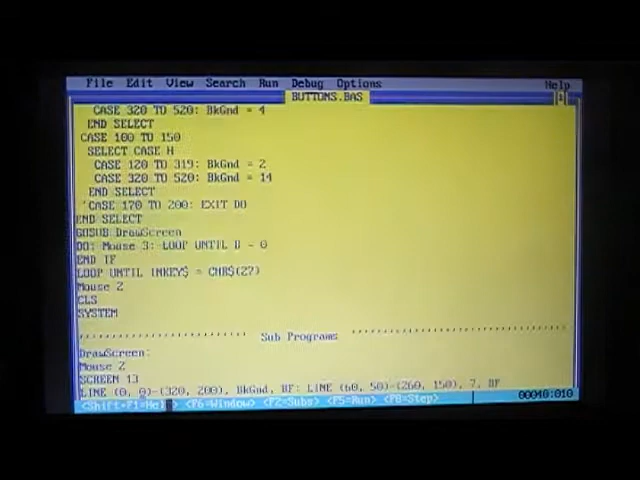 File Edit View Search Run Debug Options Help
BUTTONS.BAS
CASE 320 TO 520: BkGnd = 4
END SELECT
CASE 100 TO 150
SELECT CASE H
CASE 120 TO 319: BkGnd = 2
CASE 320 TO 520: BkGnd = 14
END SELECT
'CASE 170 TO 200: EXIT DO
END SELECT
GOSUB DrawScreen
DO: Mouse 3: LOOP UNTIL B = 0
END IF
LOOP UNTIL INKEY$ = CHR$(27)
Mouse 2
CLS
SYSTEM
Sub Programs
DrawScreen:
Mouse 2
SCREEN 13
LINE (0, 0)-(320, 200), BkGnd, BF: LINE (60, 50)-(260, 150), 7, BF
<Shift+F1=Help> <F6=Window> <F2=Subs> <F5=Run> <F8=Step> 00040:010